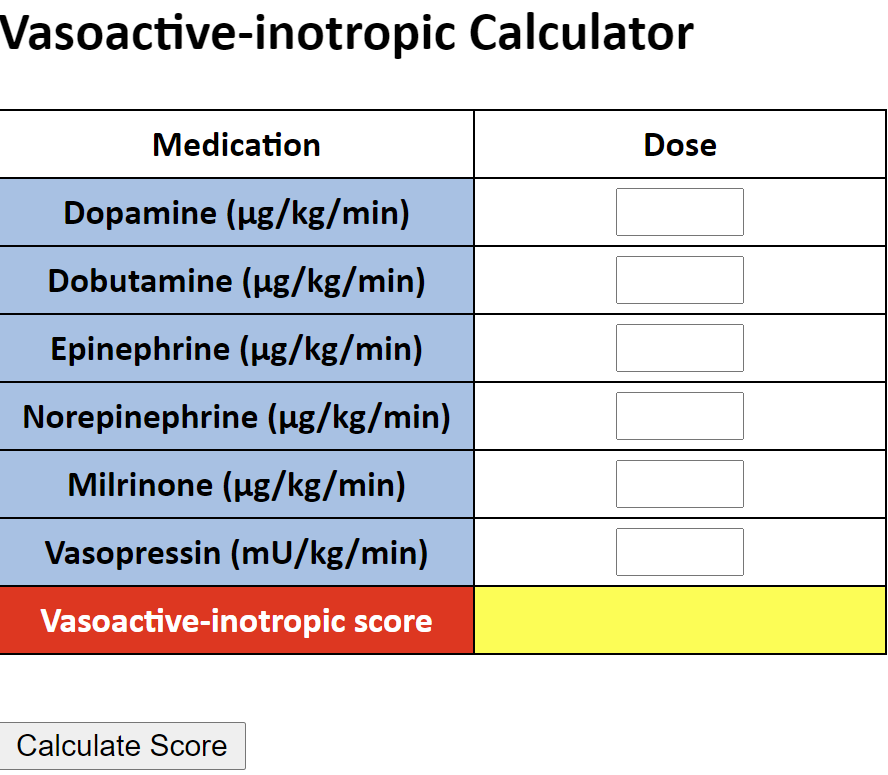 Vasoactive-inotropic Calculator
Medication Dose
Dopamine (µg/kg/min)
Dobutamine (µg/kg/min)
Epinephrine (µg/kg/min)
Norepinephrine (µg/kg/min)
Milrinone (µg/kg/min)
Vasopressin (mU/kg/min)
Vasoactive-inotropic score
Calculate Score